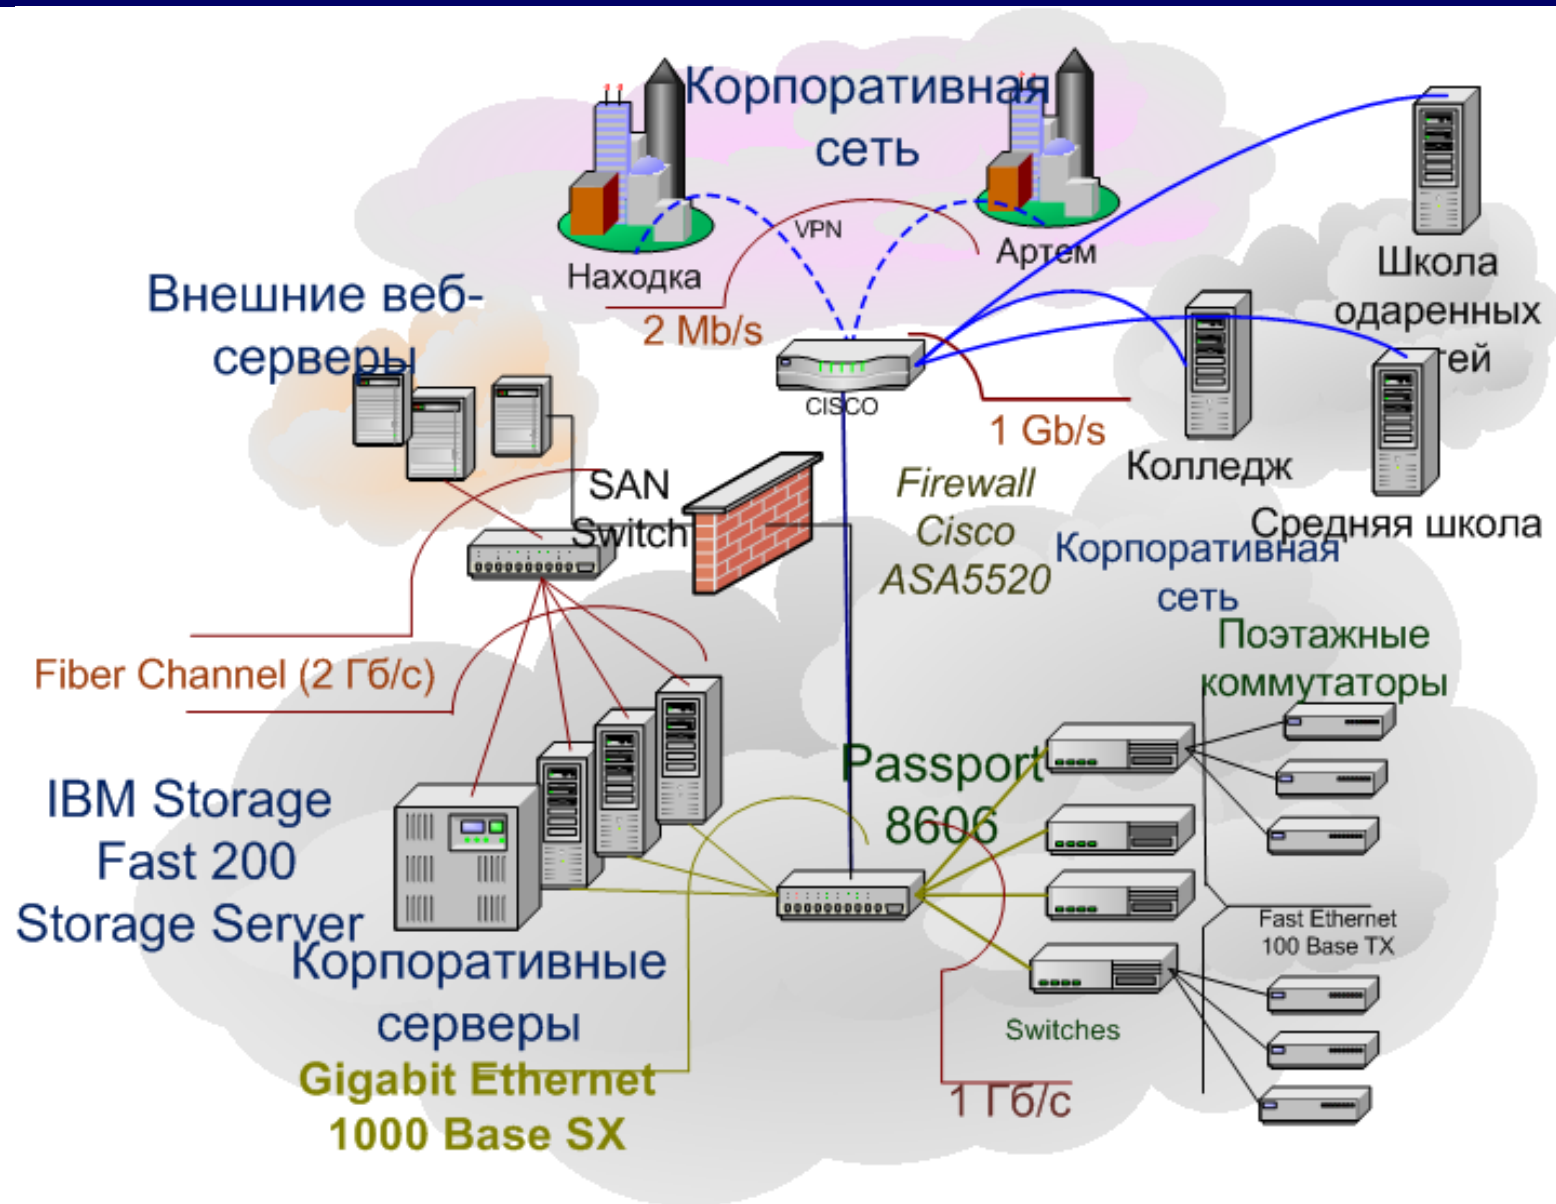 Корпоративная
сеть
VPN
Находка
Артем
2 Mb/s
CISCO
1 Gb/s
Школа
одаренных
тей
Колледж
Средняя школа
Внешние веб-
серверы
SAN
Switch
Firewall
Cisco
ASA5520
Корпоративная
сеть
Поэтажные
коммутаторы
Fiber Channel (2 Гб/с)
IBM Storage
Fast 200
Storage Server
Passport
8606
Fast Ethernet
100 Base TX
Корпоративные
серверы
Switches
Gigabit Ethernet
1000 Base SX
1 Гб/с